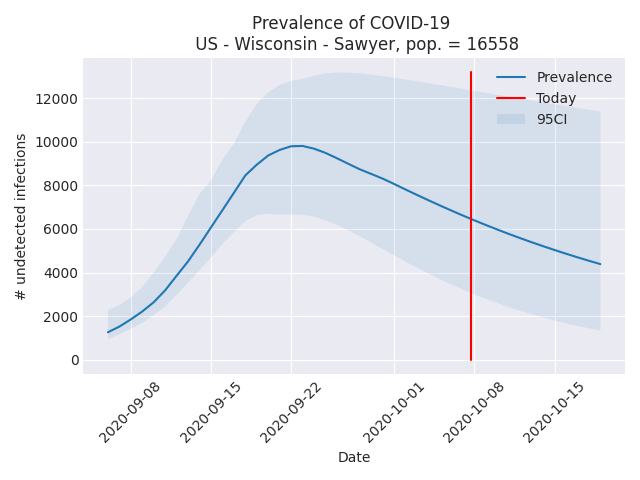 Prevalence of COVID-19
US - Wisconsin - Sawyer, pop. = 16558
Prevalence
Today
95CI
12000
10000
8000
6000
4000
2000
0
# undetected infections
2020-09-08
2020-09-15
2020-09-22
2020-10-01
2020-10-08
2020-10-15
Date